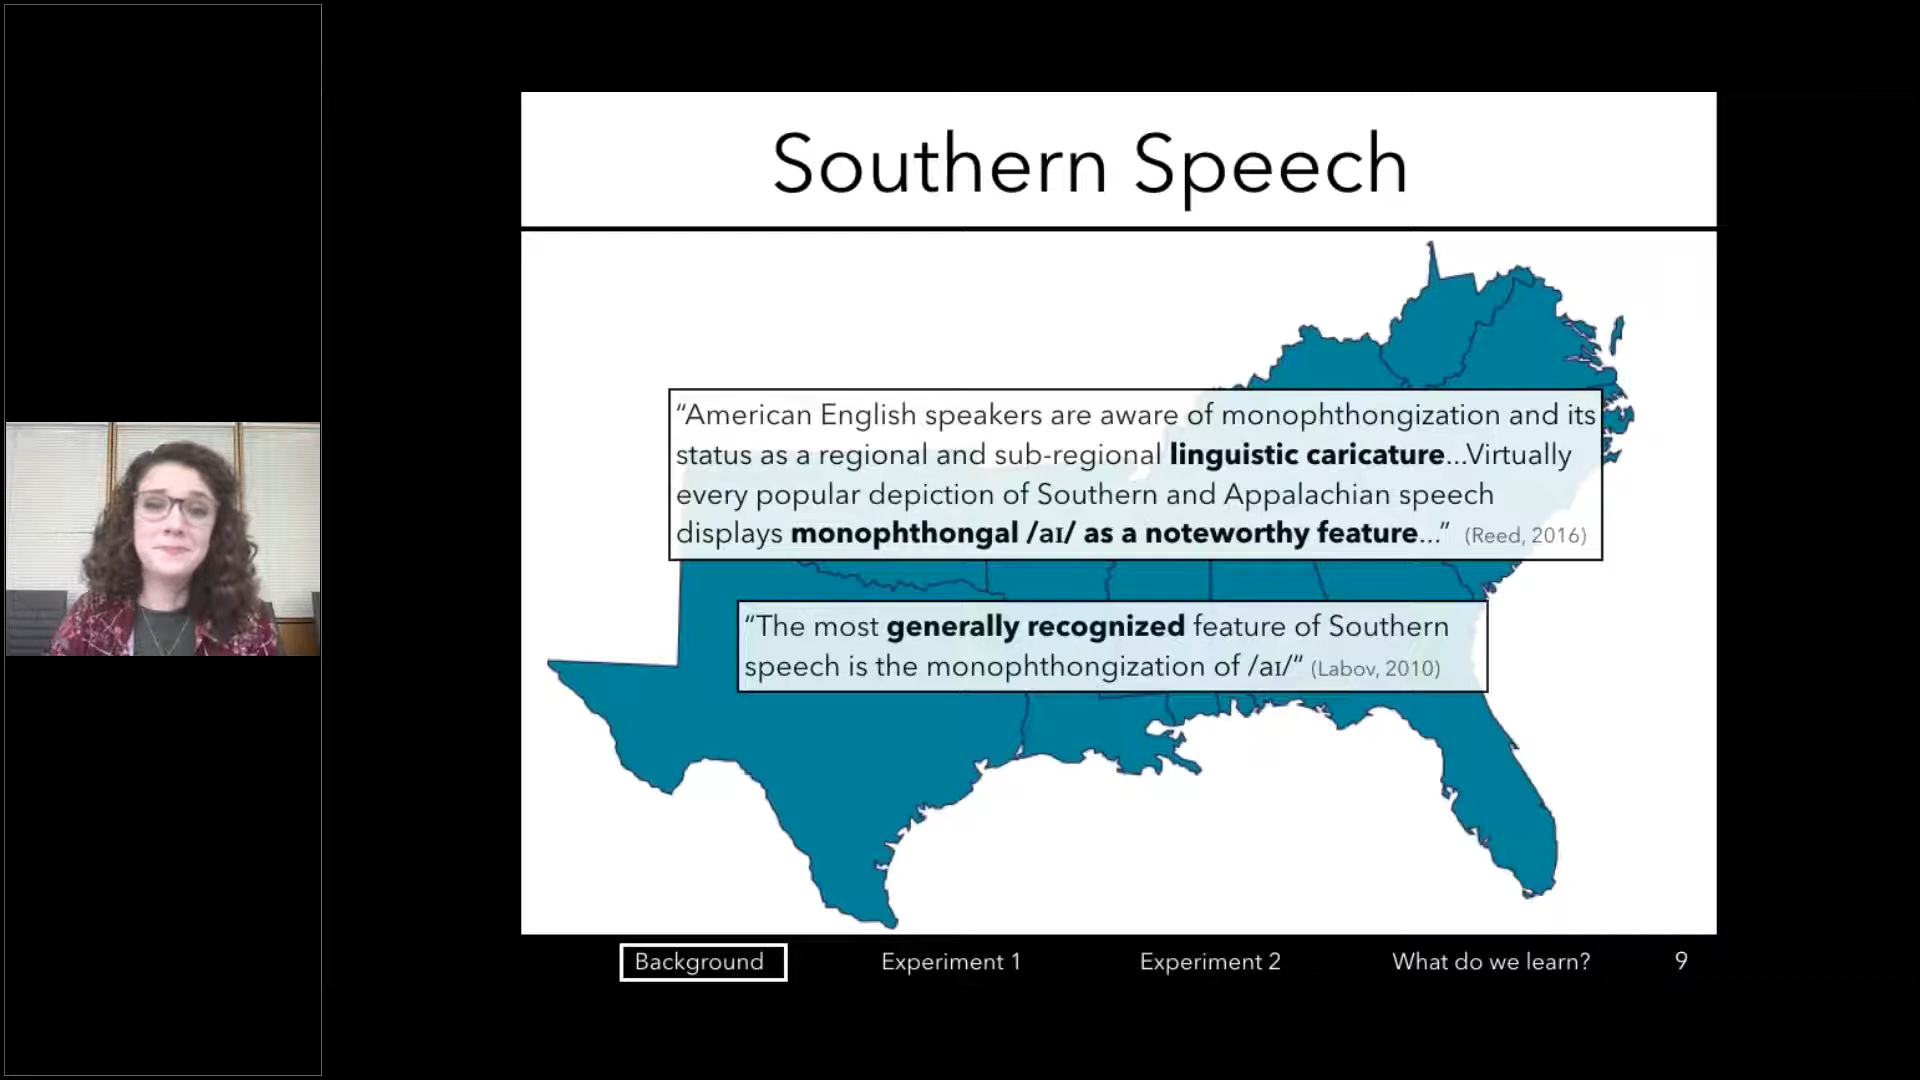 Southern Speech
“American English speakers are aware of monophthongization and its
status as a regional and sub-regional linguistic caricature...Virtually
every popular depiction of Southern and Appalachian speech
displays monophthongal /aɪ/ as a noteworthy feature...” (Reed, 2016)
“The most generally recognized feature of Southern
speech is the monophthongization of /aɪ/” (Labov, 2010)
Background Experiment 1 Experiment 2 What do we learn? 9